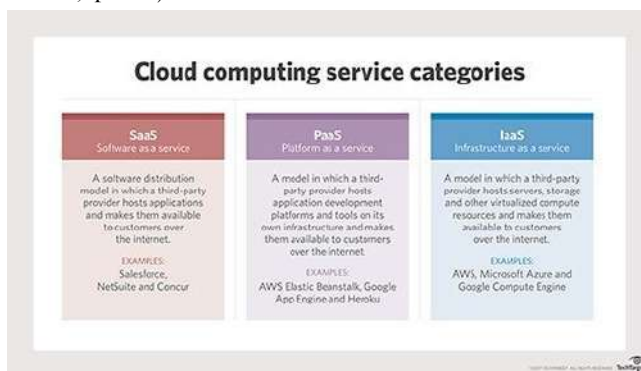 Cloud computing service categories
SaaS
Software as a service
A software distribution
model in which a third-party
provider hosts applications
and makes them available
to customers over
the internet.
EXAMPLES:
Salesforce,
NetSuite and Concur
PaaS
Platform as a service
A model in which a third-
party provider hosts
application development
platforms and tools on its
own infrastructure and makes
them available to customers
over the internet.
EXAMPLES:
AWS Elastic Beanstalk, Google
App Engine and Heroku
IaaS
Infrastructure as a service
A model in which a third-party
provider hosts servers, storage
and other virtualized compute
resources and makes them
available to customers
over the internet.
EXAMPLES:
AWS, Microsoft Azure and
Google Compute Engine